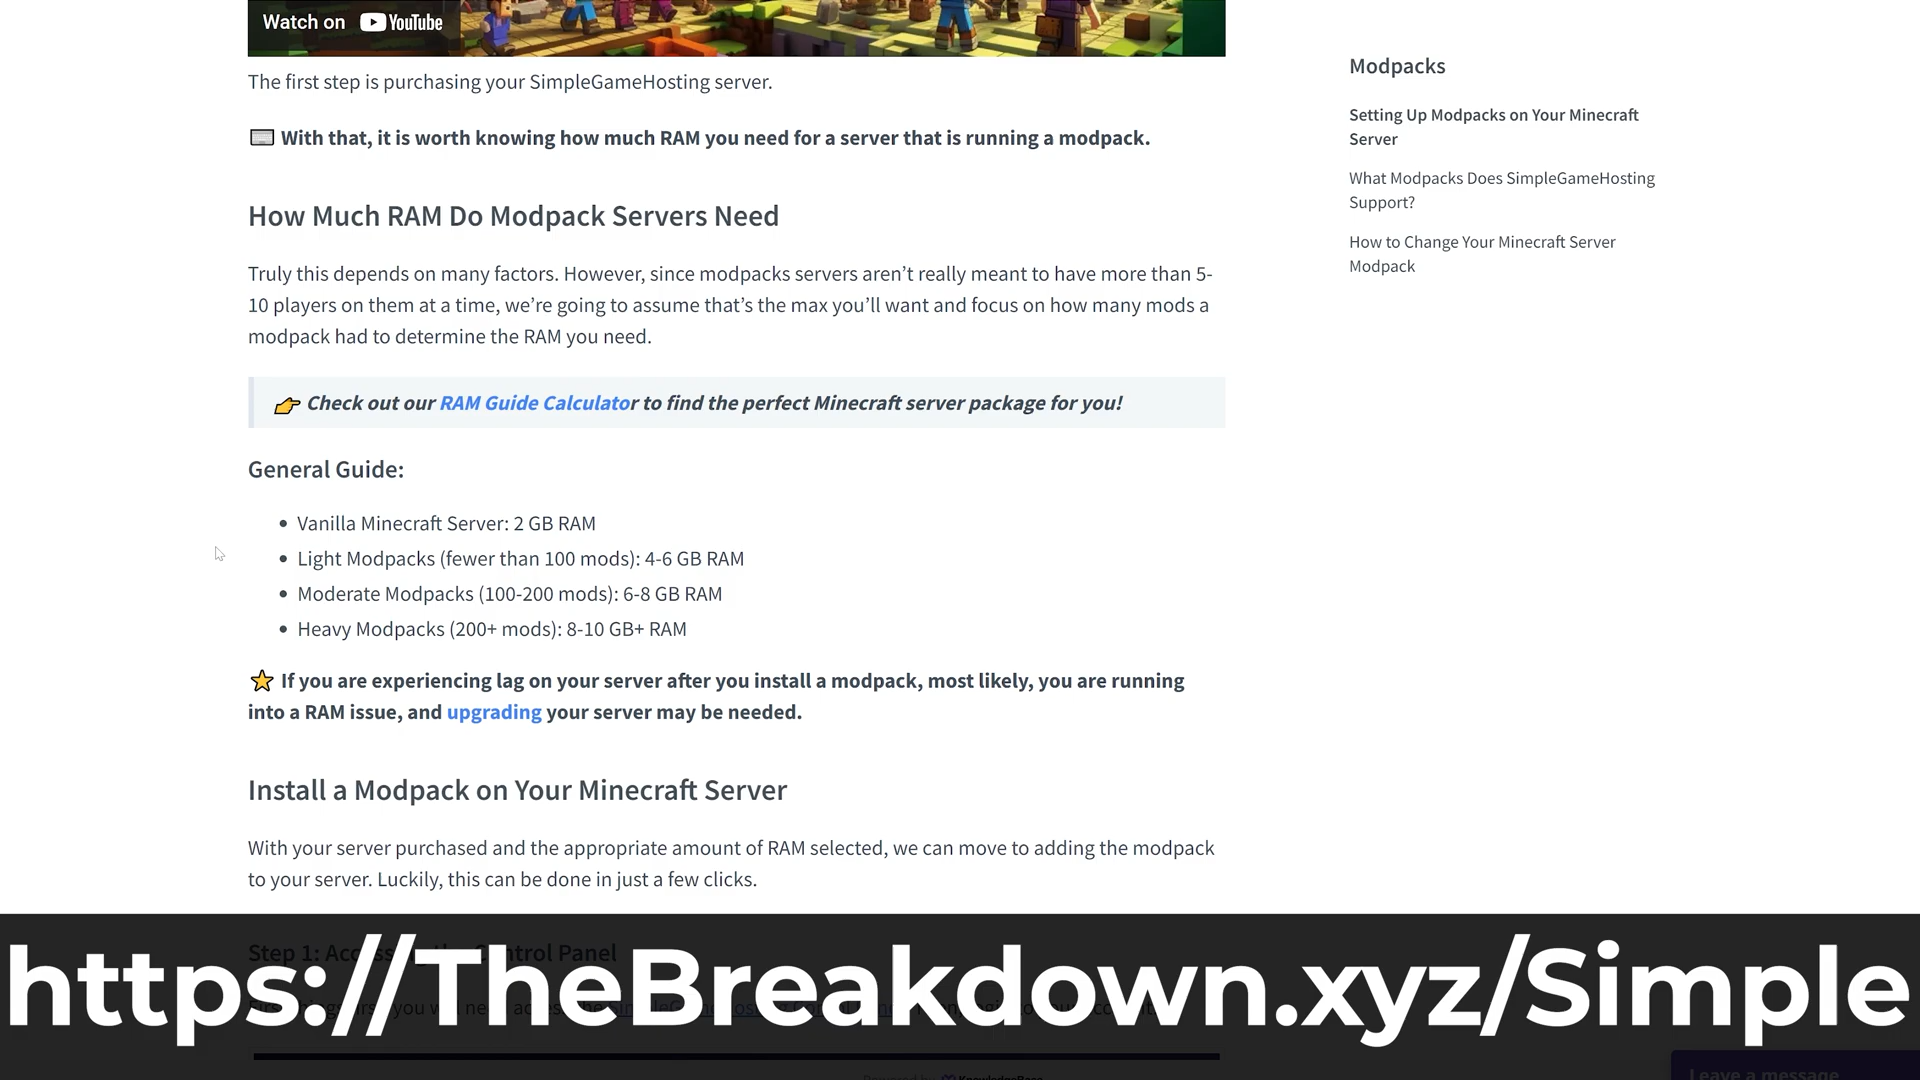 Watch on YouTube
The first step is purchasing your SimpleGameHosting server.
With that, it is worth knowing how much RAM you need for a server that is running a modpack.
How Much RAM Do Modpack Servers Need
Truly this depends on many factors. However, since modpacks servers aren’t really meant to have more than 5-
10 players on them at a time, we’re going to assume that’s the max you’ll want and focus on how many mods a
modpack had to determine the RAM you need.
Check out our RAM Guide Calculator to find the perfect Minecraft server package for you!
General Guide:
• Vanilla Minecraft Server: 2 GB RAM
• Light Modpacks (fewer than 100 mods): 4-6 GB RAM
• Moderate Modpacks (100-200 mods): 6-8 GB RAM
• Heavy Modpacks (200+ mods): 8-10 GB+ RAM
If you are experiencing lag on your server after you install a modpack, most likely, you are running
into a RAM issue, and upgrading your server may be needed.
Install a Modpack on Your Minecraft Server
With your server purchased and the appropriate amount of RAM selected, we can move to adding the modpack
to your server. Luckily, this can be done in just a few clicks.
Modpacks
Setting Up Modpacks on Your Minecraft
Server
What Modpacks Does SimpleGameHosting
Support?
How to Change Your Minecraft Server
Modpack
Step 1:
https://TheBreakdown.xyz/Simple
Leave a message